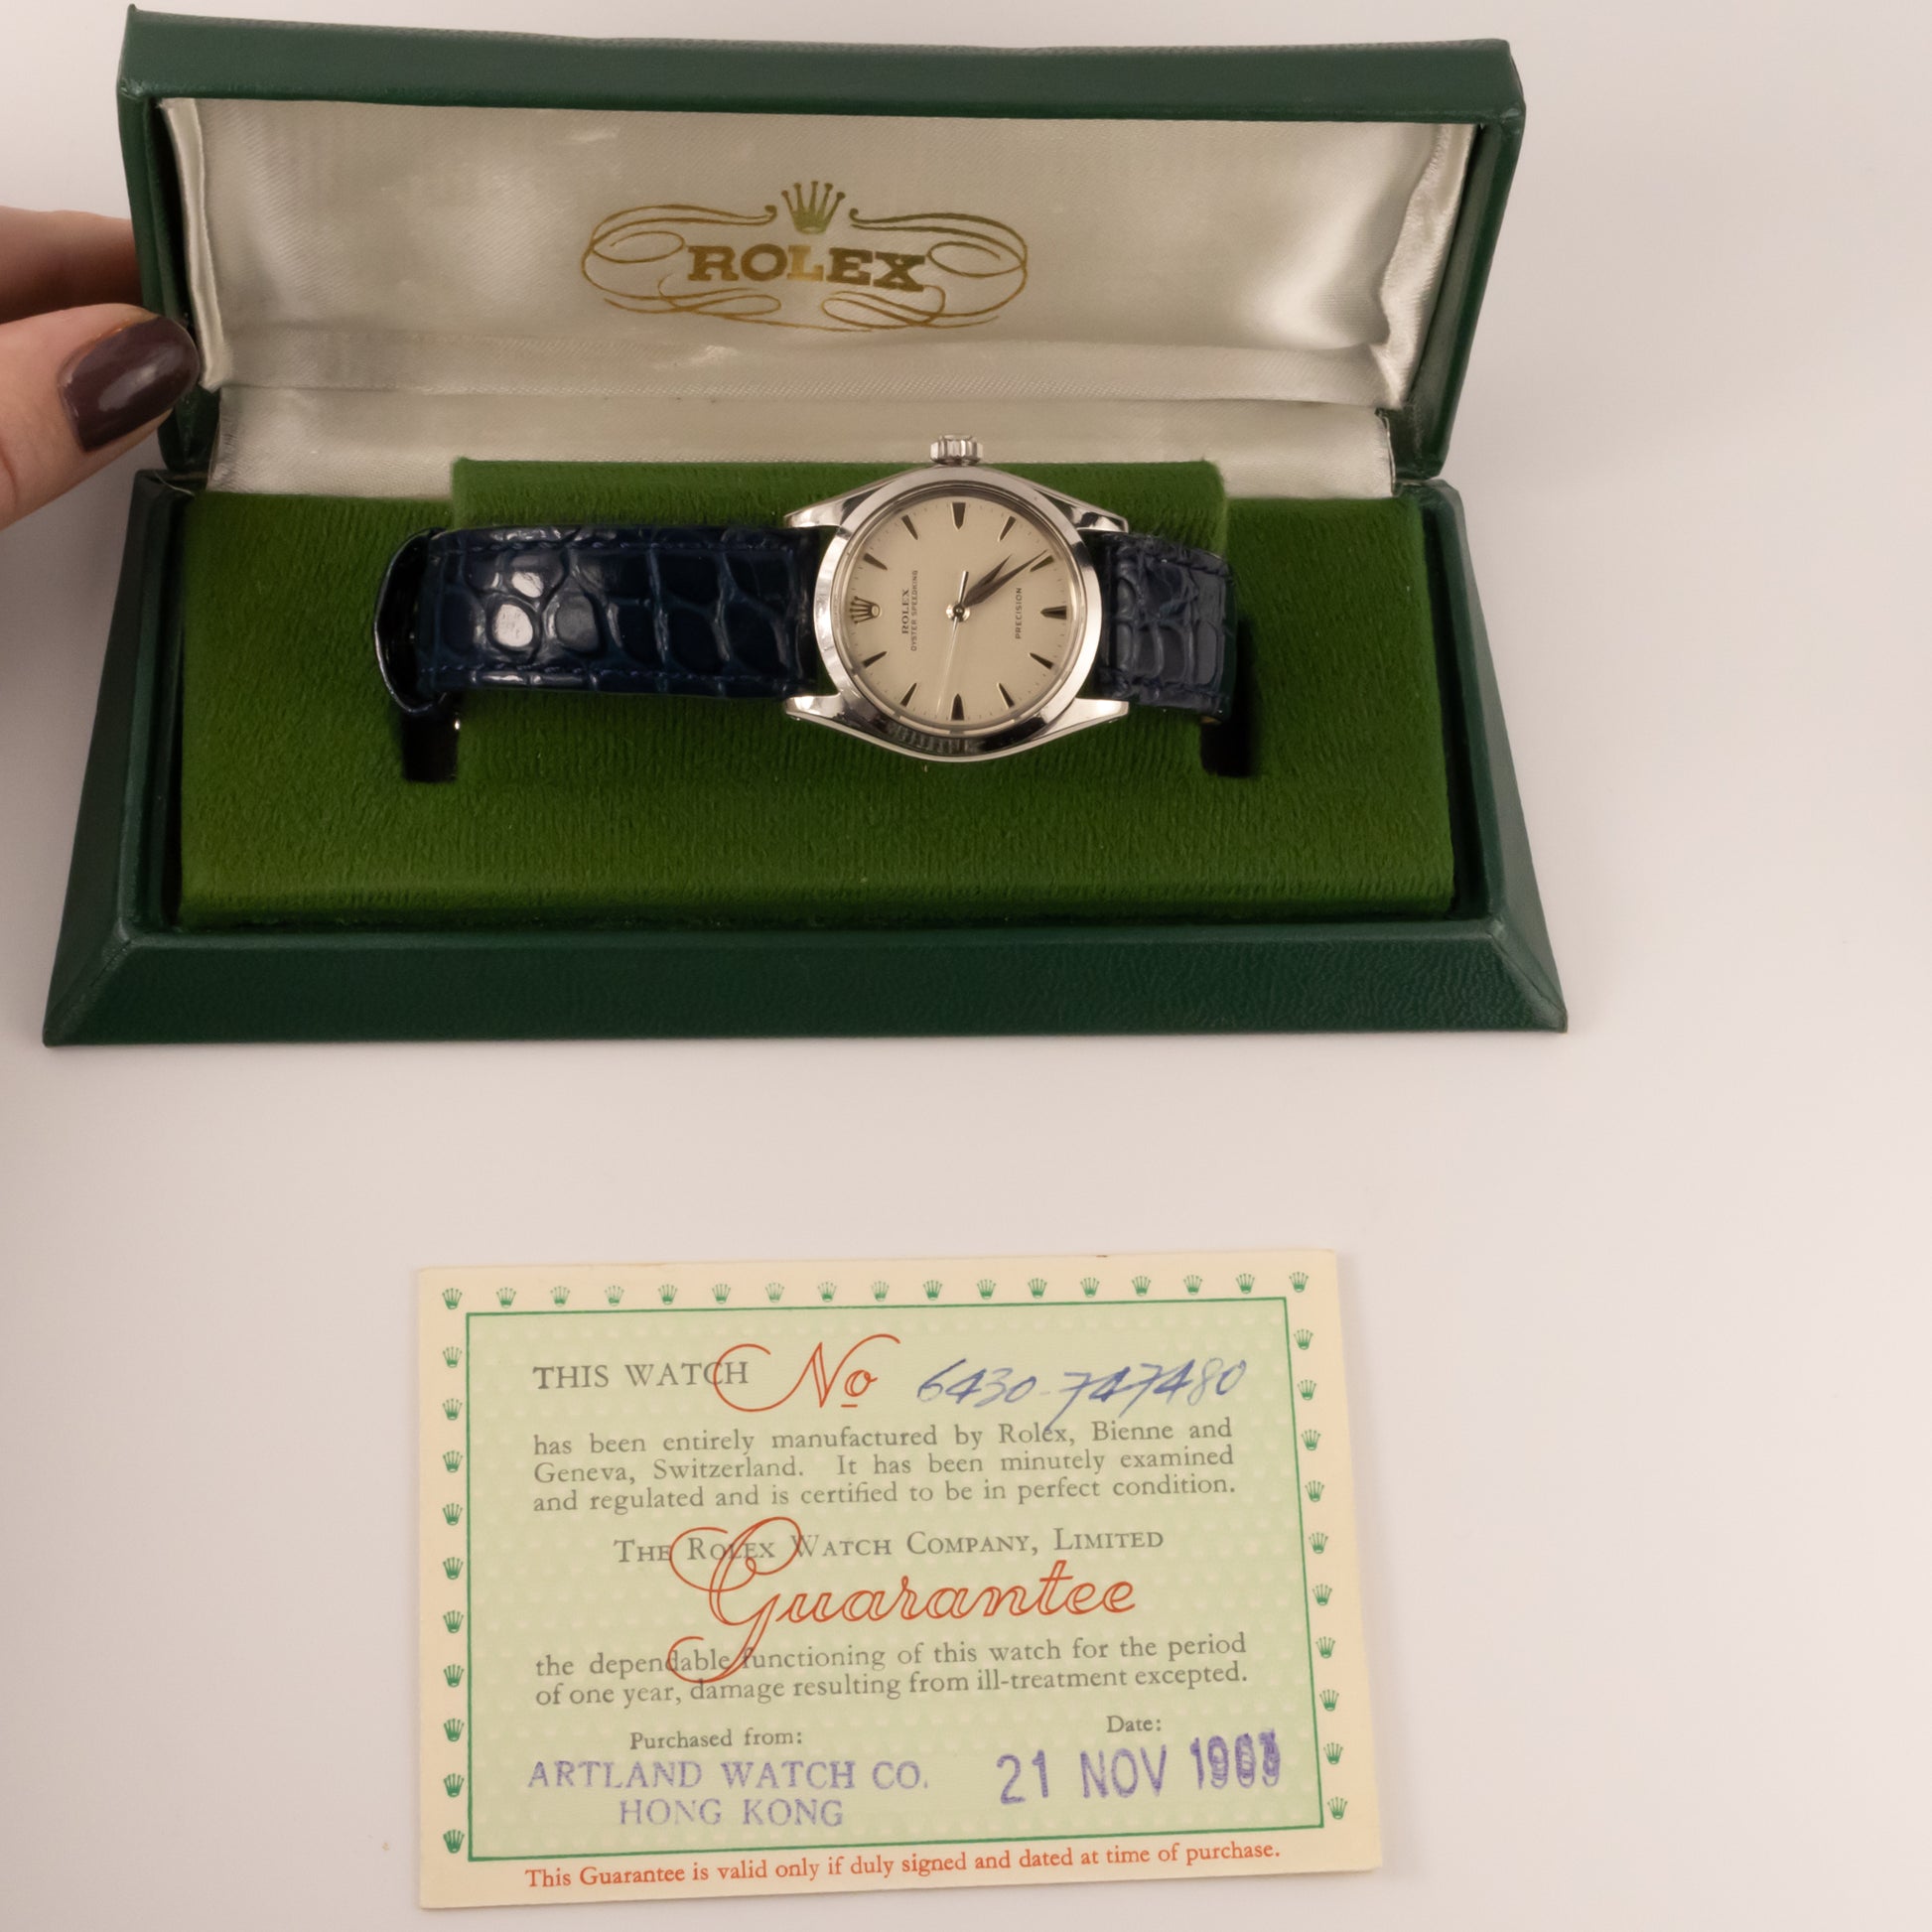 ROLEX
ROLEX
OYSTER SPEEDKING
PRECISION
THIS WATCH No 6430-747480
has been entirely manufactured by Rolex, Bienne and
Geneva, Switzerland. It has been minutely examined
and regulated and is certified to be in perfect condition.
THE ROLEX WATCH COMPANY, LIMITED
Guarantee
the dependable functioning of this watch for the period
of one year, damage resulting from ill-treatment excepted.
Purchased from:
ARTLAND WATCH CO.
HONG KONG
Date:
21 NOV
This Guarantee is valid only if duly signed and dated at time of purchase.